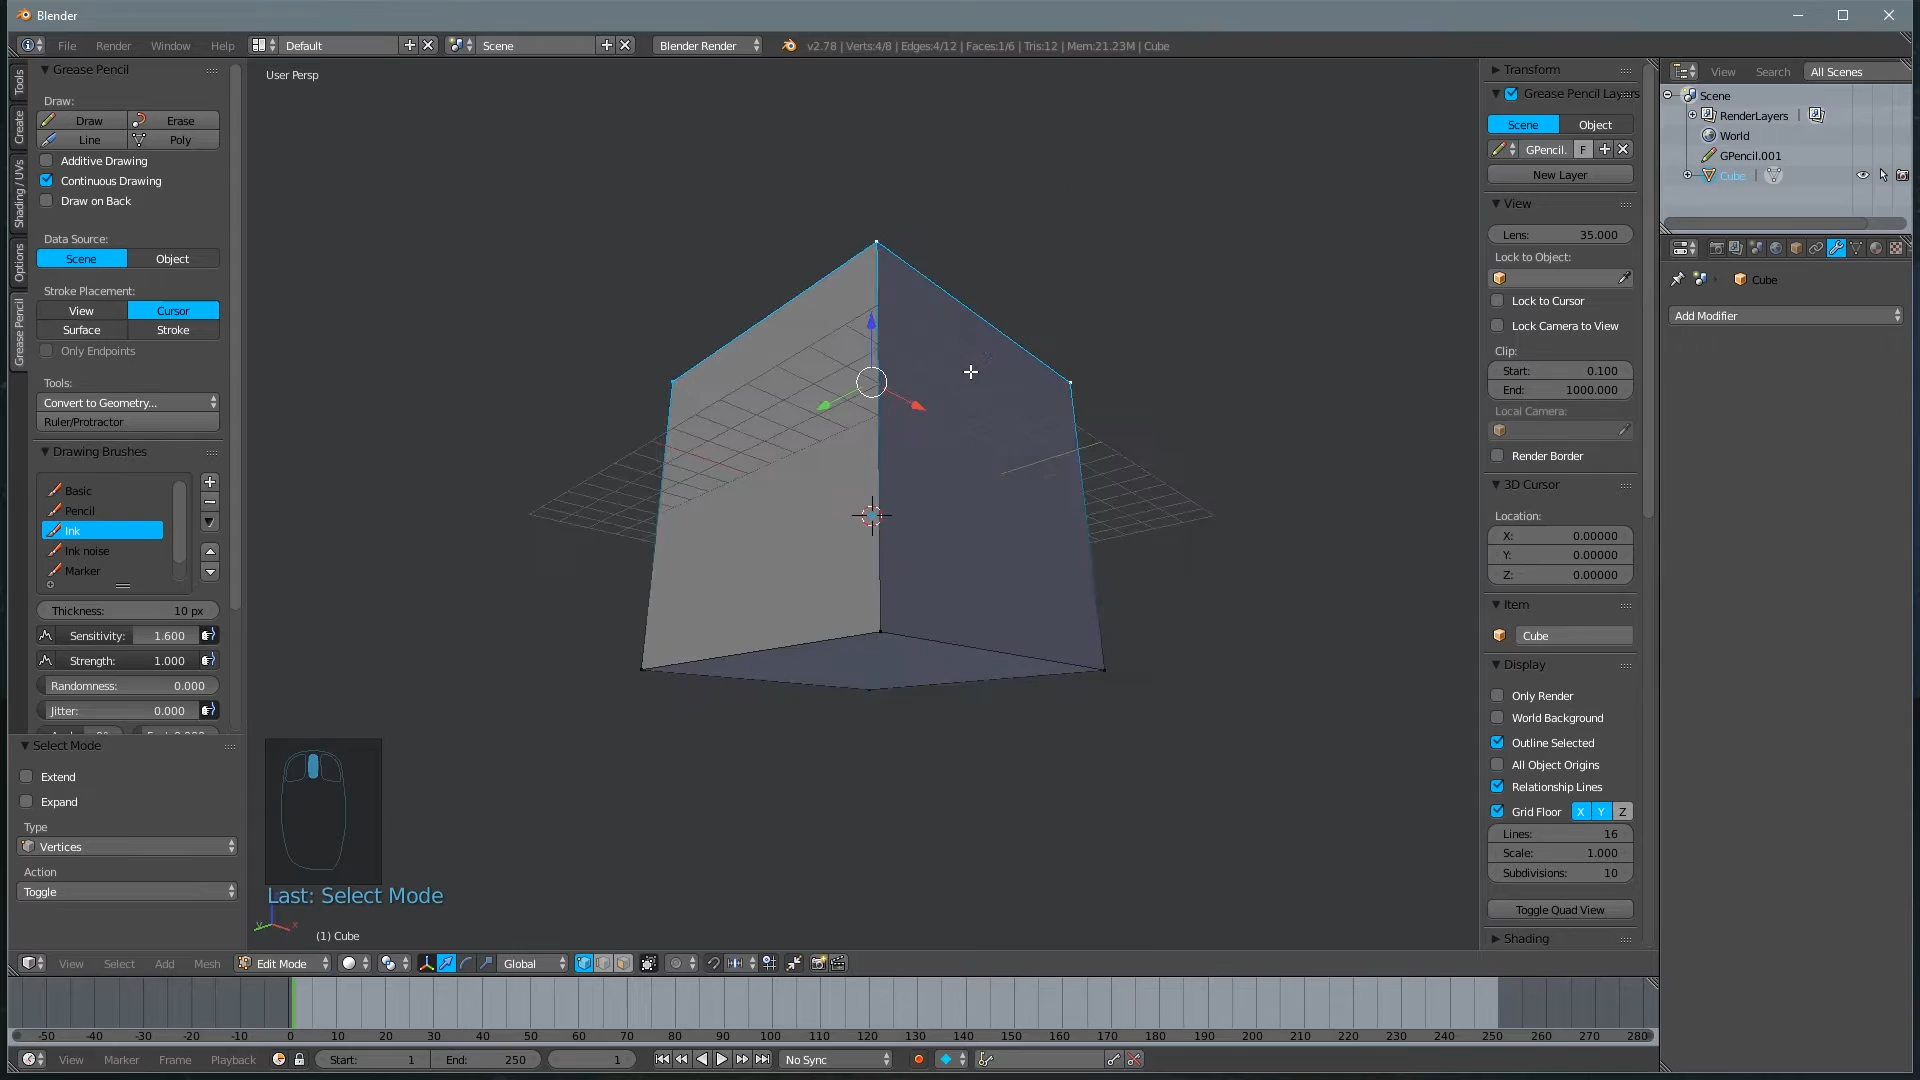 Blender
File Render Window Help Default Scene Blender Render v2.78 | Verts:4/8 | Edges:4/12 | Faces:1/6 | Tris:12 | Mem:21.23M | Cube
Tools
Create
Shading / UVs
Options
Grease Pencil
Grease Pencil
Draw:
Draw Erase
Line Poly
Additive Drawing
Continuous Drawing
Draw on Back
Data Source:
Scene Object
Stroke Placement:
View Cursor
Surface Stroke
Only Endpoints
Tools:
Convert to Geometry...
Ruler/Protractor
Drawing Brushes
Basic
Pencil
Ink
Ink noise
Marker
Thickness: 10 px
Sensitivity: 1.600
Strength: 1.000
Randomness: 0.000
Jitter: 0.000
Select Mode
Extend
Expand
Type
Vertices
Action
Toggle
User Persp
Last: Select Mode
(1) Cube
Transform
Grease Pencil Layers
Scene Object
GPencil. F
New Layer
View
Lens: 35.000
Lock to Object:
Lock to Cursor
Lock Camera to View
Clip:
Start: 0.100
End: 1000.000
Local Camera:
Render Border
3D Cursor
Location:
X: 0.00000
Y: 0.00000
Z: 0.00000
Item
Cube
Display
Only Render
World Background
Outline Selected
All Object Origins
Relationship Lines
Grid Floor X Y Z
Lines: 16
Scale: 1.000
Subdivisions: 10
Toggle Quad View
Shading
View Search All Scenes
Scene
RenderLayers
World
GPencil.001
Cube
Cube
Add Modifier
View Select Add Mesh Edit Mode Global
-50 -40 -30 -20 -10 0 10 20 30 40 50 60 70 80 90 100 110 120 130 140 150 160 170 180 190 200 210 220 230 240 250 260 270 280
View Marker Frame Playback Start: 1 End: 250 1 No Sync